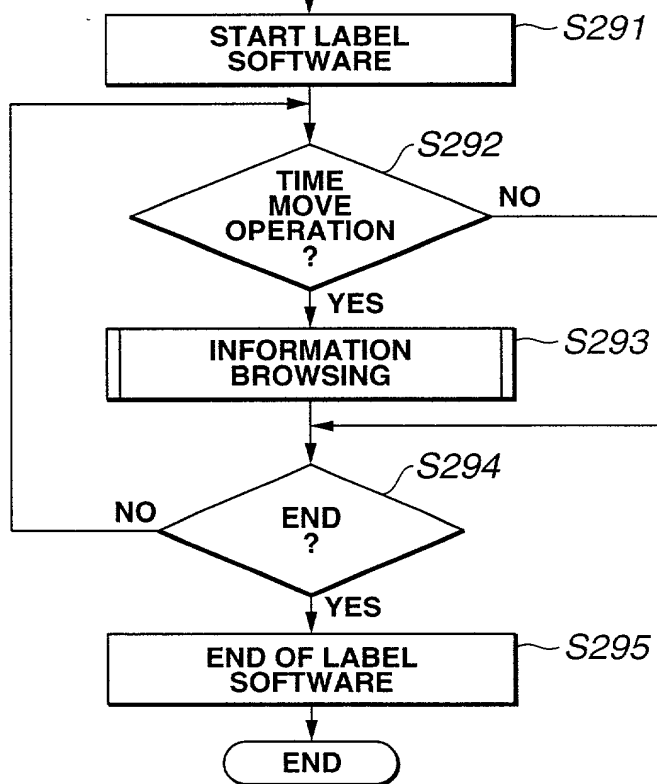 START LABEL
SOFTWARE
S291
S292
TIME
MOVE
OPERATION
?
NO
YES
INFORMATION
BROWSING
S293
S294
END
?
NO
YES
END OF LABEL
SOFTWARE
S295
END